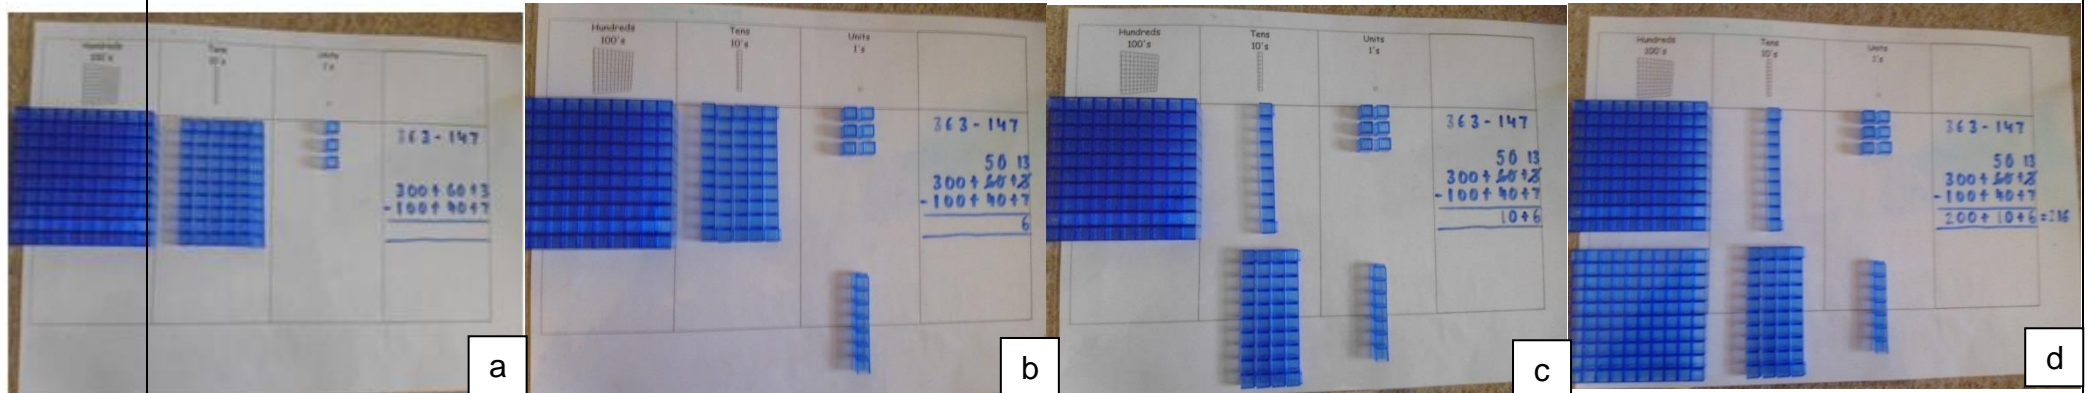 Hundreds
100's
Tens
10's
Units
1's
363 - 147
300 + 60 + 3
- 100 + 40 + 7
a
Hundreds
100's
Tens
10's
Units
1's
363 - 147
50 13
300 + 60 + 3
- 100 + 40 + 7
6
b
Hundreds
100's
Tens
10's
Units
1's
363 - 147
50 13
300 + 60 + 3
- 100 + 40 + 7
10 + 6
c
Hundreds
100's
Tens
10's
Units
1's
363 - 147
50 13
300 + 60 + 3
- 100 + 40 + 7
200 + 10 + 6 = 216
d